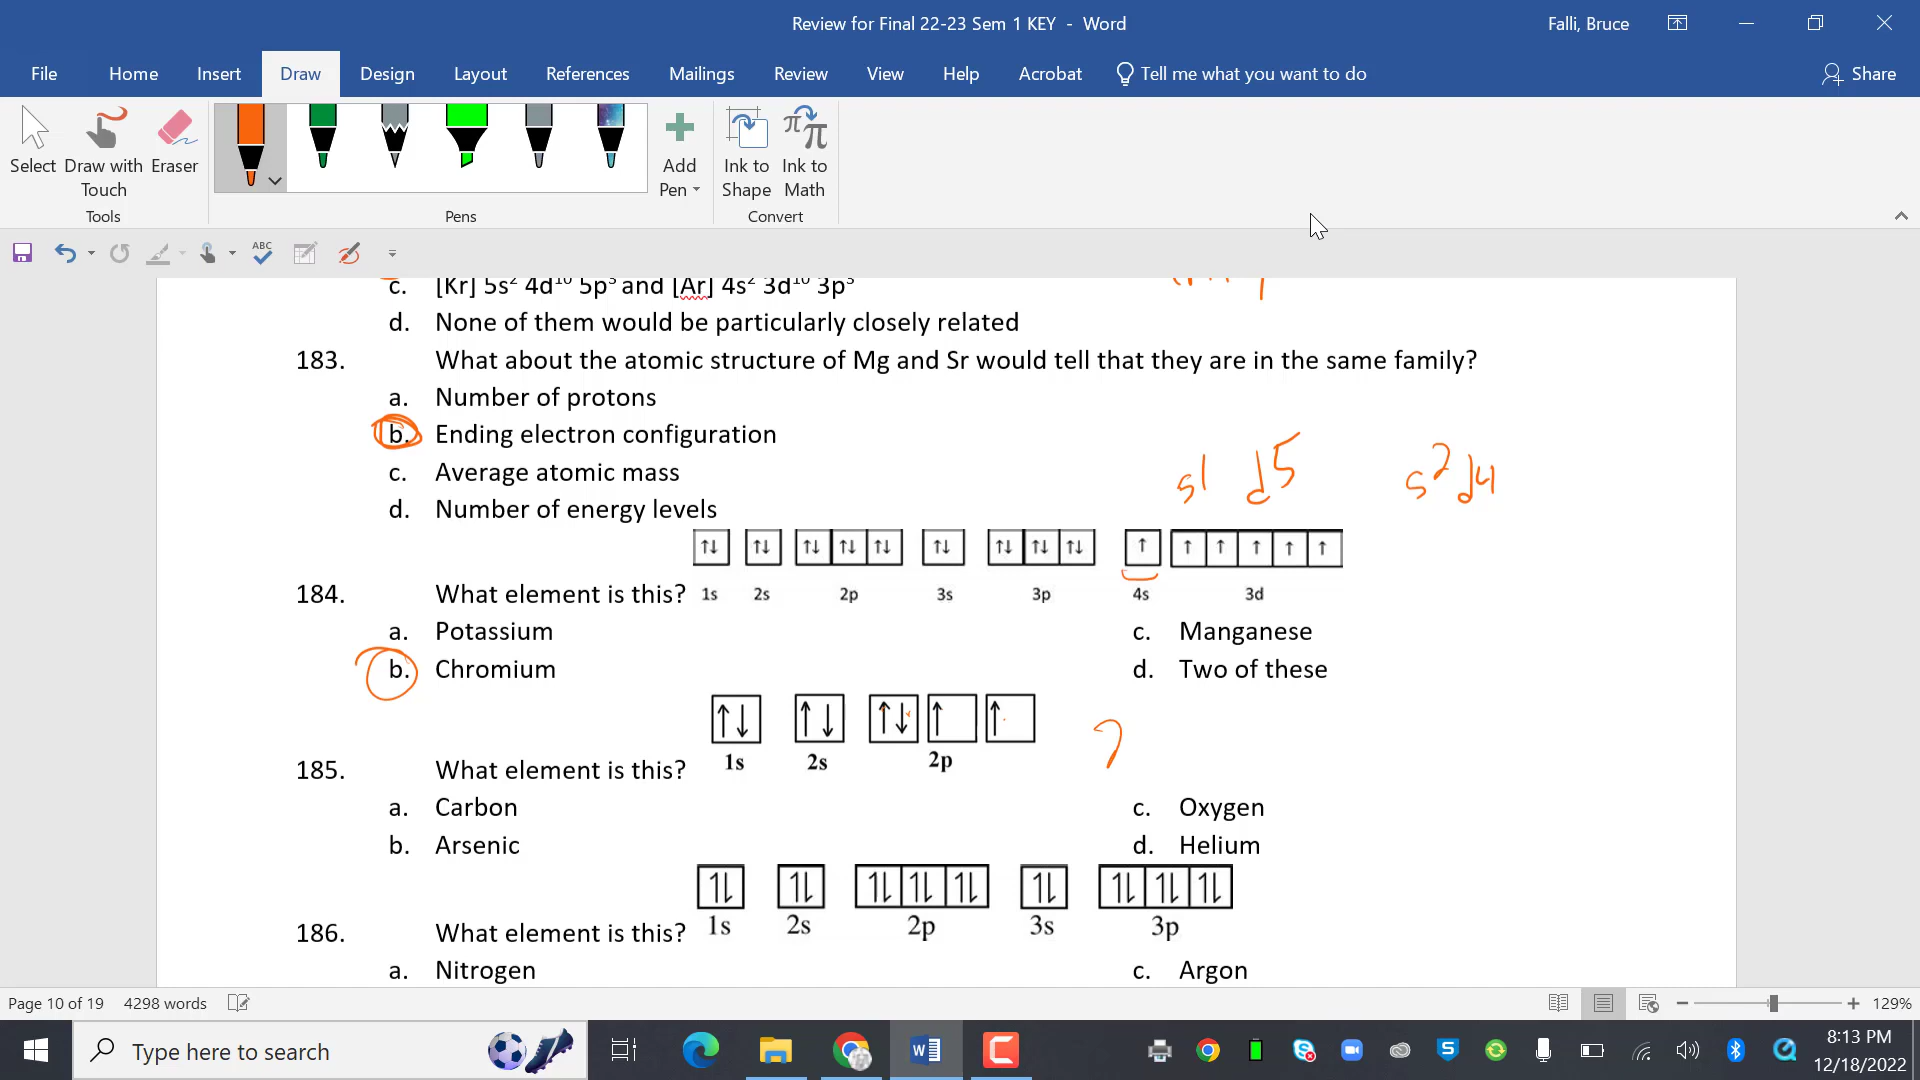 Review for Final 22-23 Sem 1 KEY - Word
Falli, Bruce
File Home Insert Draw Design Layout References Mailings Review View Help Acrobat Tell me what you want to do Share
Select Draw with Touch Eraser Add Pen Ink to Shape Ink to Math
Tools Pens Convert
ABC
c. [Kr] 5s² 4d¹⁰ 5p⁵ and [Ar] 4s² 3d¹⁰ 3p⁵
d. None of them would be particularly closely related
183. What about the atomic structure of Mg and Sr would tell that they are in the same family?
a. Number of protons
b. Ending electron configuration
c. Average atomic mass
d. Number of energy levels
s1 d5 s2 d4
↑↓ ↑↓ ↑↓ ↑↓ ↑↓ ↑↓ ↑↓ ↑↓ ↑↓ ↑ ↑ ↑ ↑ ↑ ↑
184. What element is this? 1s 2s 2p 3s 3p 4s 3d
a. Potassium c. Manganese
b. Chromium d. Two of these
↑↓ ↑↓ ↑↓ ↑ ↑
1s 2s 2p
185. What element is this?
a. Carbon c. Oxygen
b. Arsenic d. Helium
↑↓ ↑↓ ↑↓ ↑↓ ↑↓ ↑↓ ↑↓ ↑↓ ↑↓
186. What element is this? 1s 2s 2p 3s 3p
a. Nitrogen c. Argon
Page 10 of 19 4298 words 129%
Type here to search
8:13 PM
12/18/2022